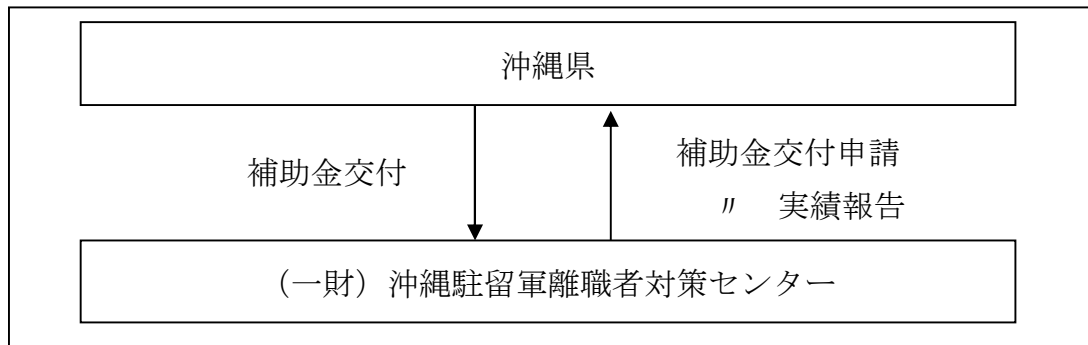 沖縄県
補助金交付
補助金交付申請
〃　実績報告
（一財）沖縄駐留軍離職者対策センター